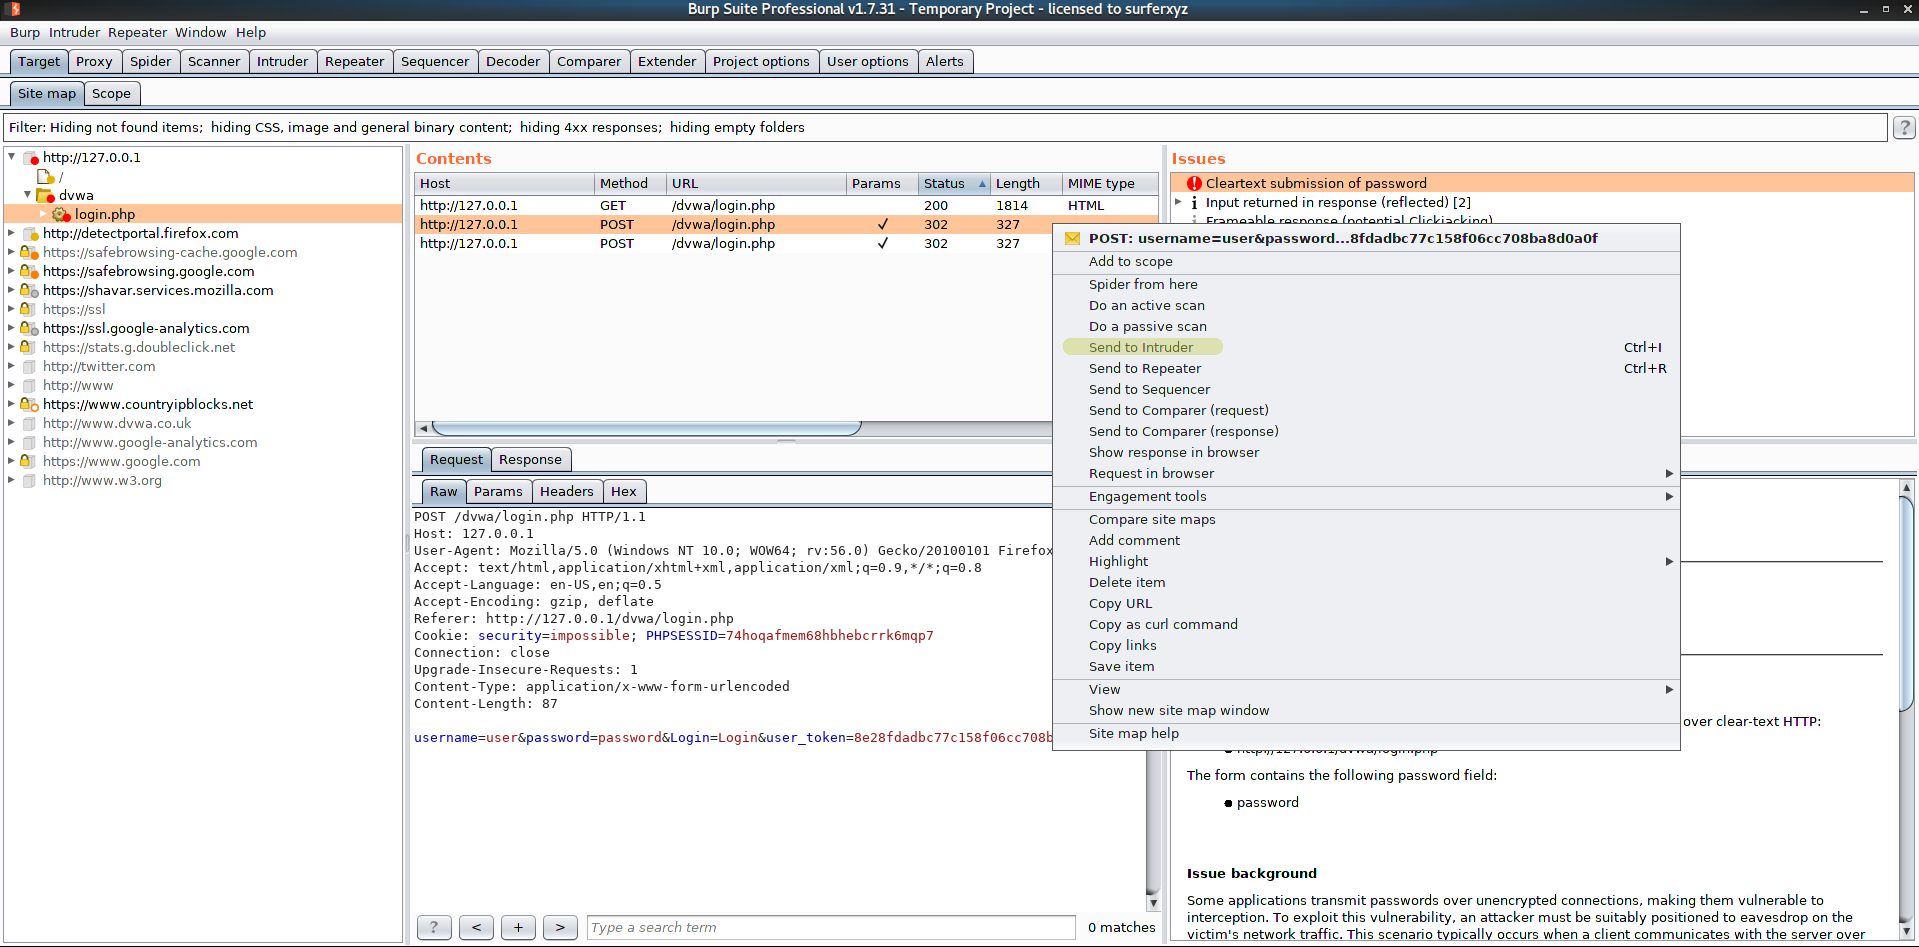 Burp Suite Professional v1.7.31 - Temporary Project - licensed to surferxyz
Burp Intruder Repeater Window Help
Target Proxy Spider Scanner Intruder Repeater Sequencer Decoder Comparer Extender Project options User options Alerts
Site map Scope
Filter: Hiding not found items; hiding CSS, image and general binary content; hiding 4xx responses; hiding empty folders
?
http://127.0.0.1
/
dvwa
login.php
http://detectportal.firefox.com
https://safebrowsing-cache.google.com
https://safebrowsing.google.com
https://shavar.services.mozilla.com
https://ssl
https://ssl.google-analytics.com
https://stats.g.doubleclick.net
http://twitter.com
http://www
https://www.countryipblocks.net
http://www.dvwa.co.uk
http://www.google-analytics.com
https://www.google.com
http://www.w3.org
Contents
Host Method URL Params Status Length MIME type
http://127.0.0.1 GET /dvwa/login.php 200 1814 HTML
http://127.0.0.1 POST /dvwa/login.php ✓ 302 327
http://127.0.0.1 POST /dvwa/login.php ✓ 302 327
Request Response
Raw Params Headers Hex
POST /dvwa/login.php HTTP/1.1
Host: 127.0.0.1
User-Agent: Mozilla/5.0 (Windows NT 10.0; WOW64; rv:56.0) Gecko/20100101 Firefox
Accept: text/html,application/xhtml+xml,application/xml;q=0.9,*/*;q=0.8
Accept-Language: en-US,en;q=0.5
Accept-Encoding: gzip, deflate
Referer: http://127.0.0.1/dvwa/login.php
Cookie: security=impossible; PHPSESSID=74hoqafmem68hbhebcrrk6mqp7
Connection: close
Upgrade-Insecure-Requests: 1
Content-Type: application/x-www-form-urlencoded
Content-Length: 87
username=user&password=password&Login=Login&user_token=8e28fdadbc77c158f06cc708b
? < + > Type a search term 0 matches
Issues
Cleartext submission of password
Input returned in response (reflected) [2]
Frameable response (potential Clickjacking)
POST: username=user&password...8fdadbc77c158f06cc708ba8d0a0f
Add to scope
Spider from here
Do an active scan
Do a passive scan
Send to Intruder Ctrl+I
Send to Repeater Ctrl+R
Send to Sequencer
Send to Comparer (request)
Send to Comparer (response)
Show response in browser
Request in browser
Engagement tools
Compare site maps
Add comment
Highlight
Delete item
Copy URL
Copy as curl command
Copy links
Save item
View
Show new site map window
Site map help
over clear-text HTTP:
http://127.0.0.1/dvwa/login.php
The form contains the following password field:
password
Issue background
Some applications transmit passwords over unencrypted connections, making them vulnerable to
interception. To exploit this vulnerability, an attacker must be suitably positioned to eavesdrop on the
victim's network traffic. This scenario typically occurs when a client communicates with the server over